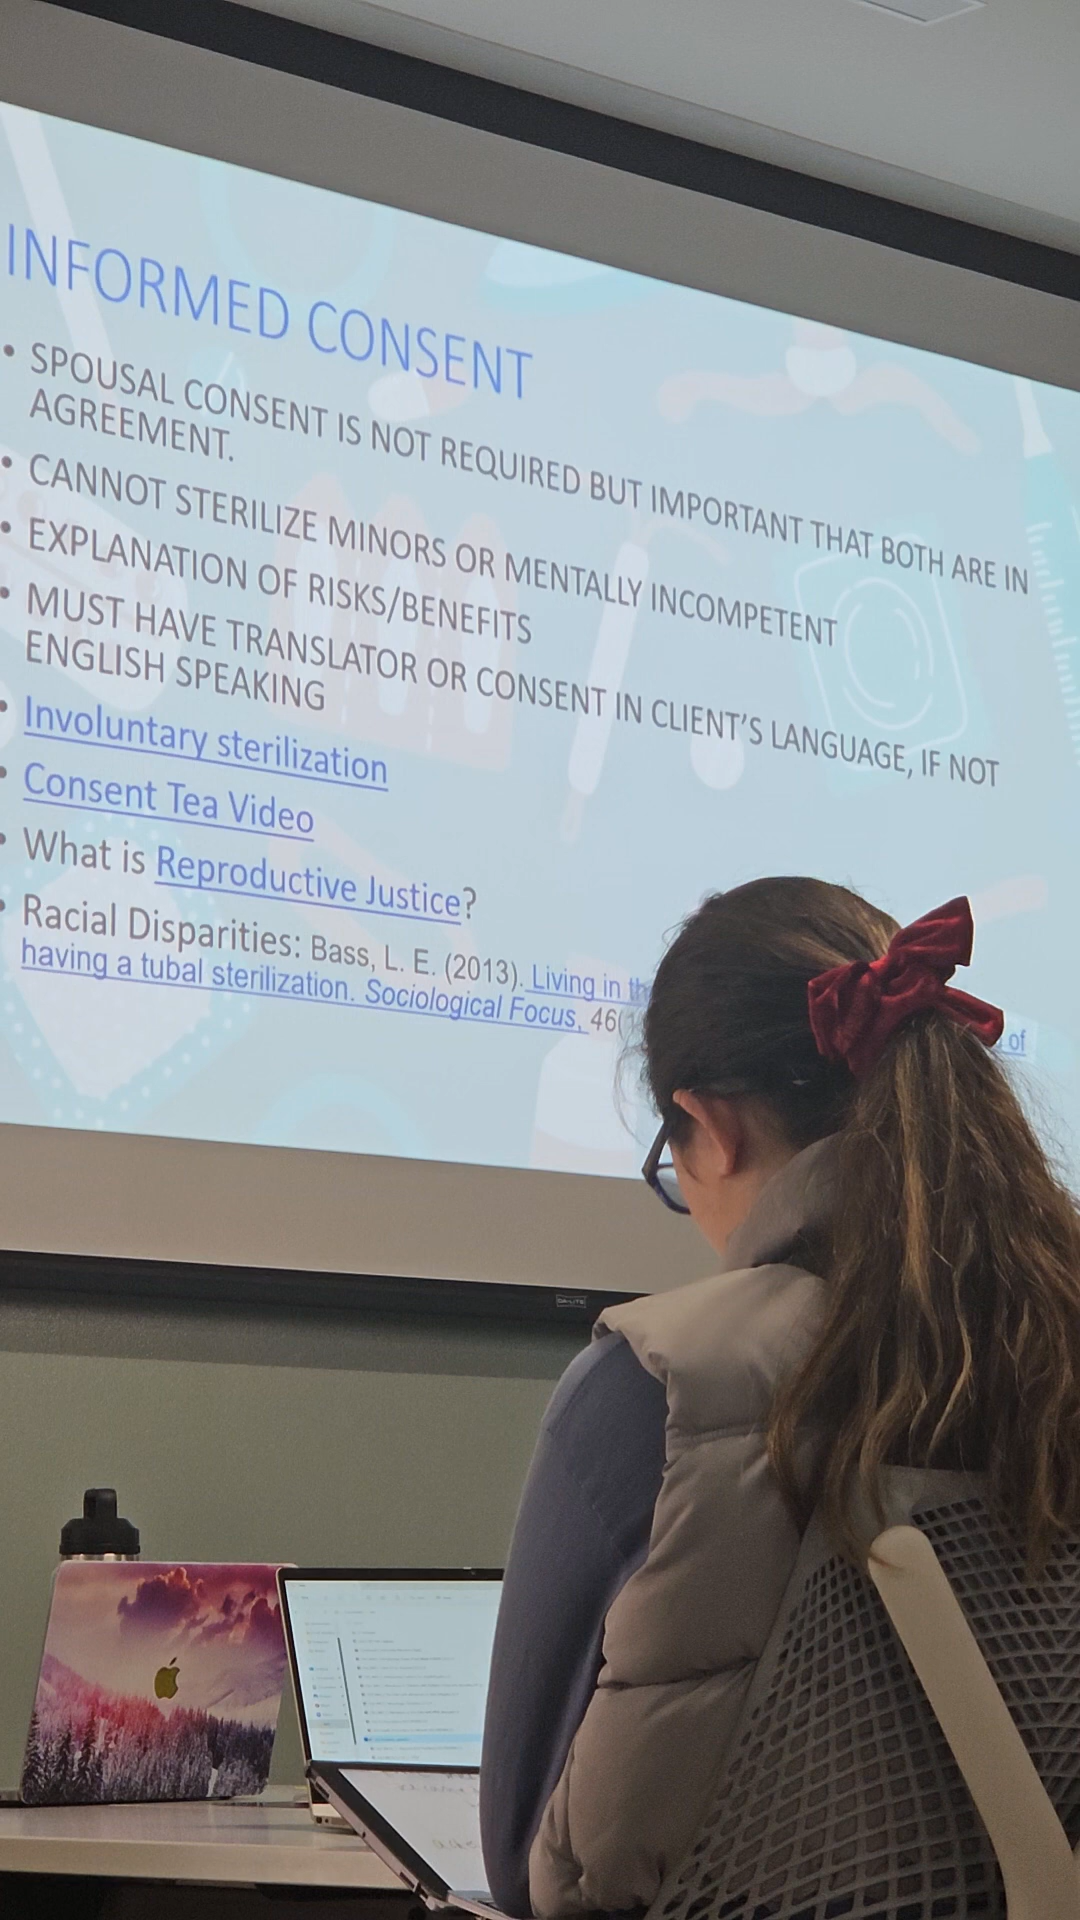 INFORMED CONSENT
• SPOUSAL CONSENT IS NOT REQUIRED BUT IMPORTANT THAT BOTH ARE IN
AGREEMENT.
• CANNOT STERILIZE MINORS OR MENTALLY INCOMPETENT
• EXPLANATION OF RISKS/BENEFITS
• MUST HAVE TRANSLATOR OR CONSENT IN CLIENT'S LANGUAGE, IF NOT
ENGLISH SPEAKING
• Involuntary sterilization
• Consent Tea Video
• What is Reproductive Justice?
• Racial Disparities: Bass, L. E. (2013). Living in of
having a tubal sterilization. Sociological Focus, 46(
DA-LITE